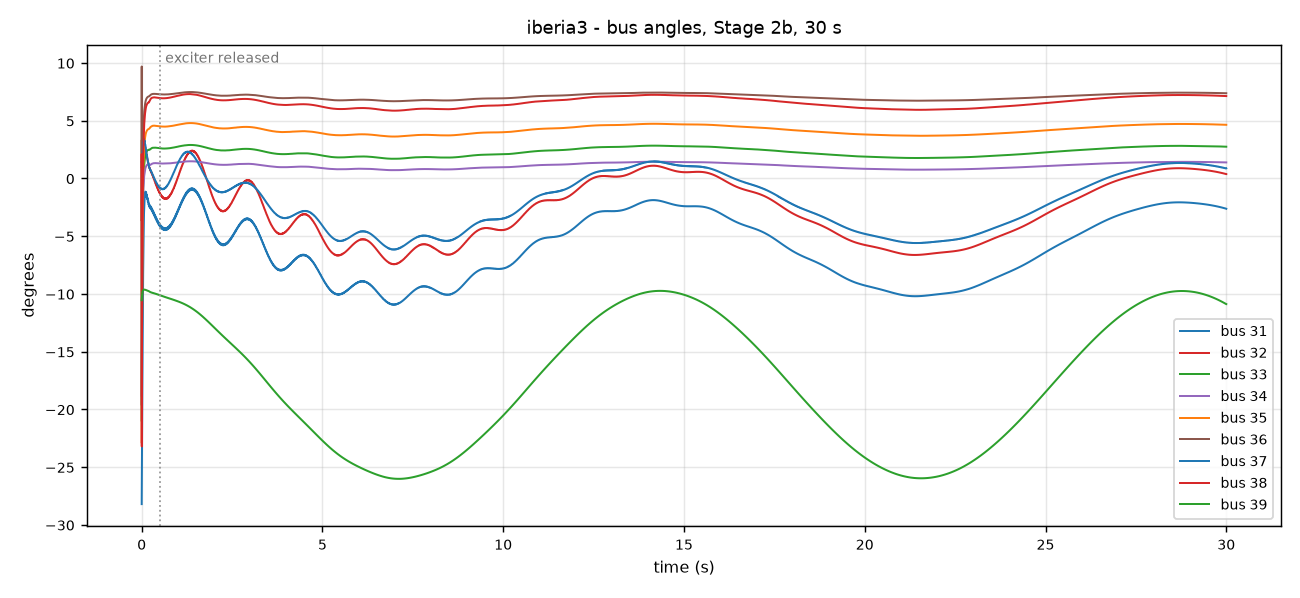 iberia3 - bus angles, Stage 2b, 30 s
exciter released
degrees
10
5
0
−5
−10
−15
−20
−25
−30
0
5
10
15
20
25
30
time (s)
bus 31
bus 32
bus 33
bus 34
bus 35
bus 36
bus 37
bus 38
bus 39